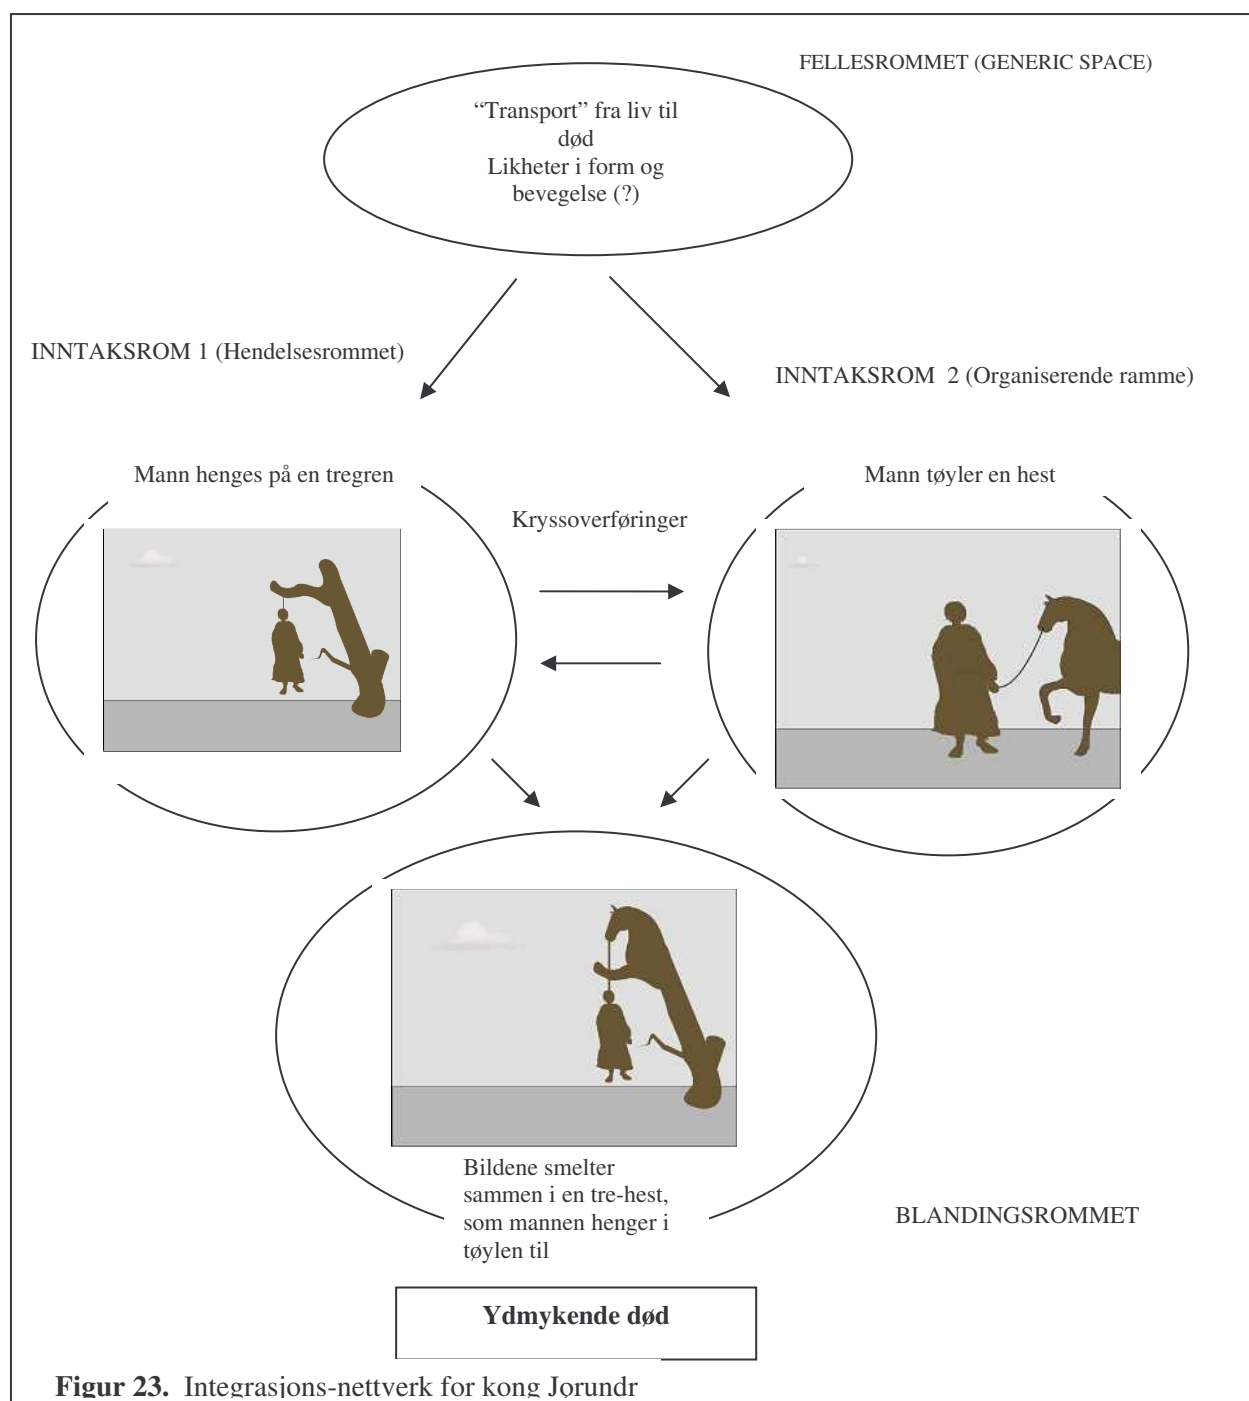 FELLESROMMET (GENERIC SPACE)
“Transport” fra liv til
død
Likheter i form og
bevegelse (?)
INNTAKSROM 1 (Hendelsesrommet)
INNTAKSROM  2 (Organiserende ramme)
Mann henges på en tregren
Mann tøyler en hest
Kryssoverføringer
Bildene smelter
sammen i en tre-hest,
som mannen henger i
tøylen til
BLANDINGSROMMET
Ydmykende død
Figur 23.  Integrasjons-nettverk for kong Jørundr